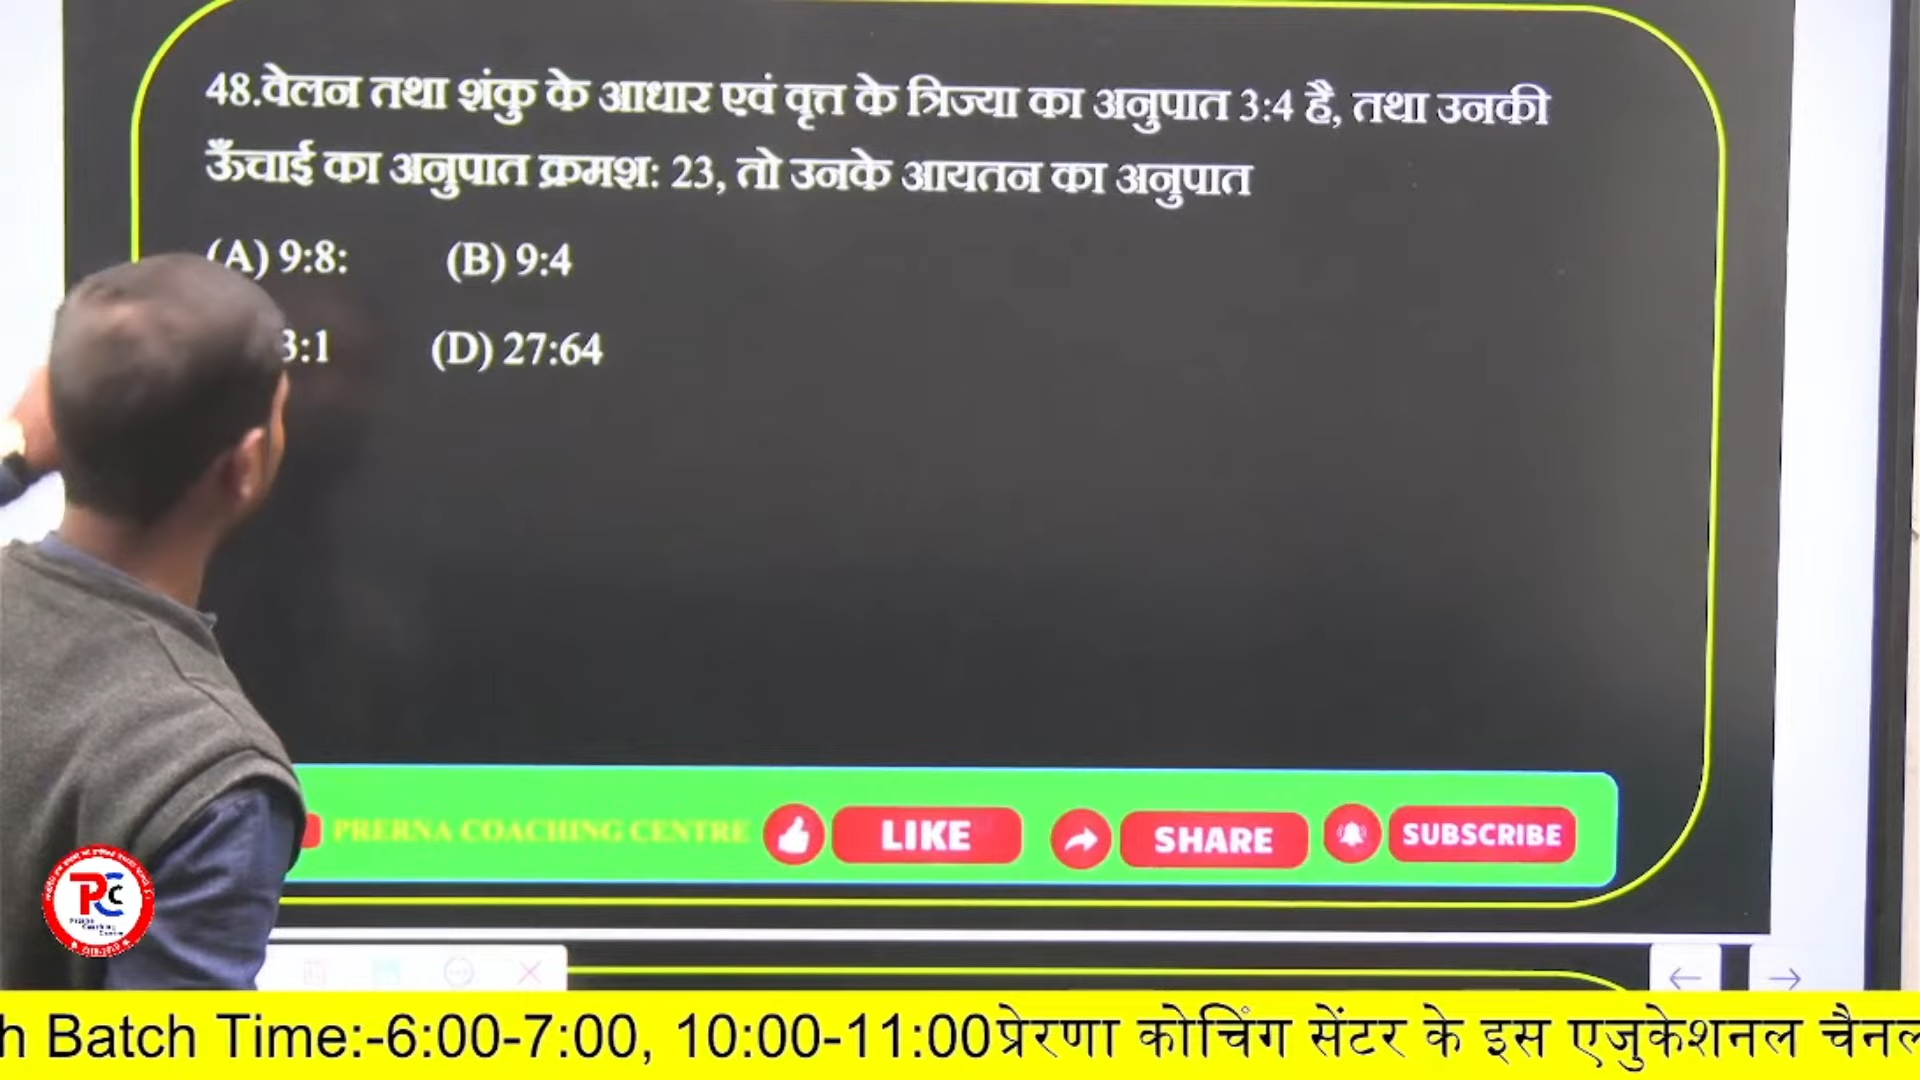 48.वेलन तथा शंकु के आधार एवं वृत्त के त्रिज्या का अनुपात 3:4 है, तथा उनकी
ऊँचाई का अनुपात क्रमश: 23, तो उनके आयतन का अनुपात
(A) 9:8: (B) 9:4
3:1 (D) 27:64
PRERNA COACHING CENTRE LIKE SHARE SUBSCRIBE
PCC
h Batch Time:-6:00-7:00, 10:00-11:00प्रेरणा कोचिंग सेंटर के इस एजुकेशनल चैनल